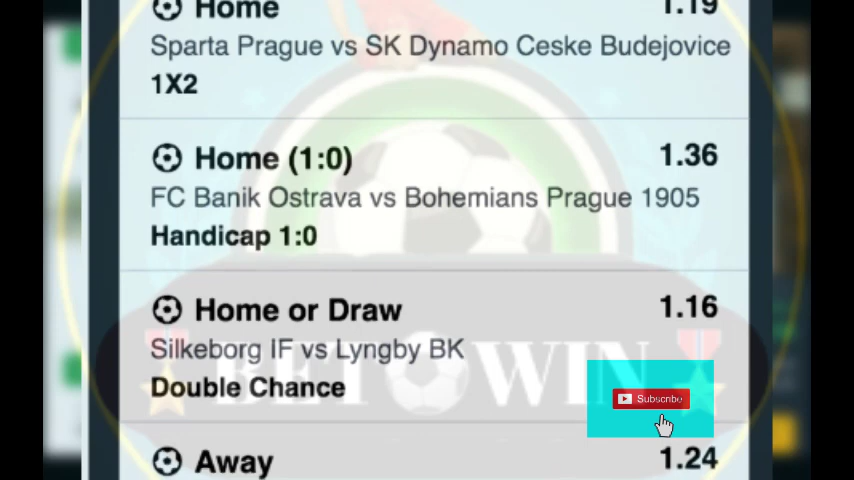 Home 1.19
Sparta Prague vs SK Dynamo Ceske Budejovice
1X2
Home (1:0) 1.36
FC Banik Ostrava vs Bohemians Prague 1905
Handicap 1:0
Home or Draw 1.16
Silkeborg IF vs Lyngby BK
Double Chance
BET WIN
Subscribe
Away 1.24